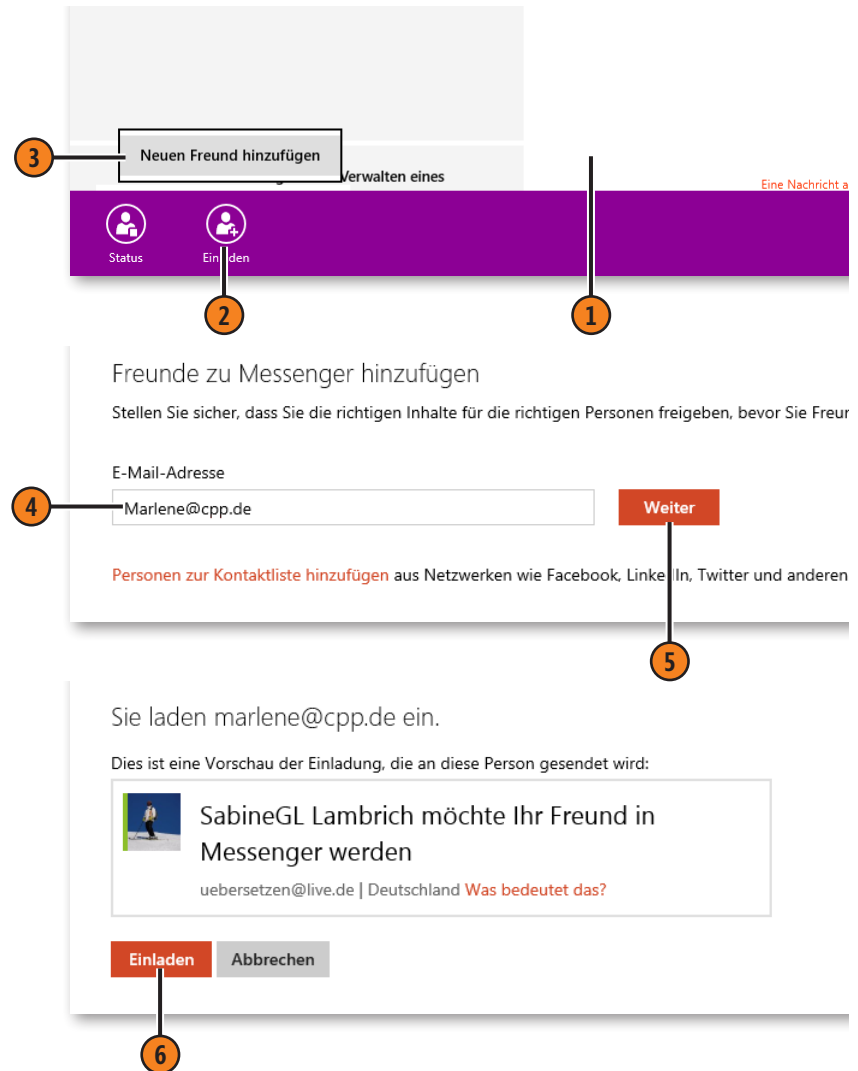 3
Neuen Freund hinzufügen
Verwalten eines
Eine Nachricht a
Status
Einladen
2
1
Freunde zu Messenger hinzufügen
Stellen Sie sicher, dass Sie die richtigen Inhalte für die richtigen Personen freigeben, bevor Sie Freun
E-Mail-Adresse
4
Marlene@cpp.de
Weiter
Personen zur Kontaktliste hinzufügen aus Netzwerken wie Facebook, LinkedIn, Twitter und anderen
5
Sie laden marlene@cpp.de ein.
Dies ist eine Vorschau der Einladung, die an diese Person gesendet wird:
SabineGL Lambrich möchte Ihr Freund in
Messenger werden
uebersetzen@live.de | Deutschland Was bedeutet das?
Einladen
Abbrechen
6